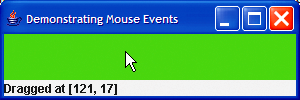 Demonstrating Mouse Events
Dragged at [121, 17]